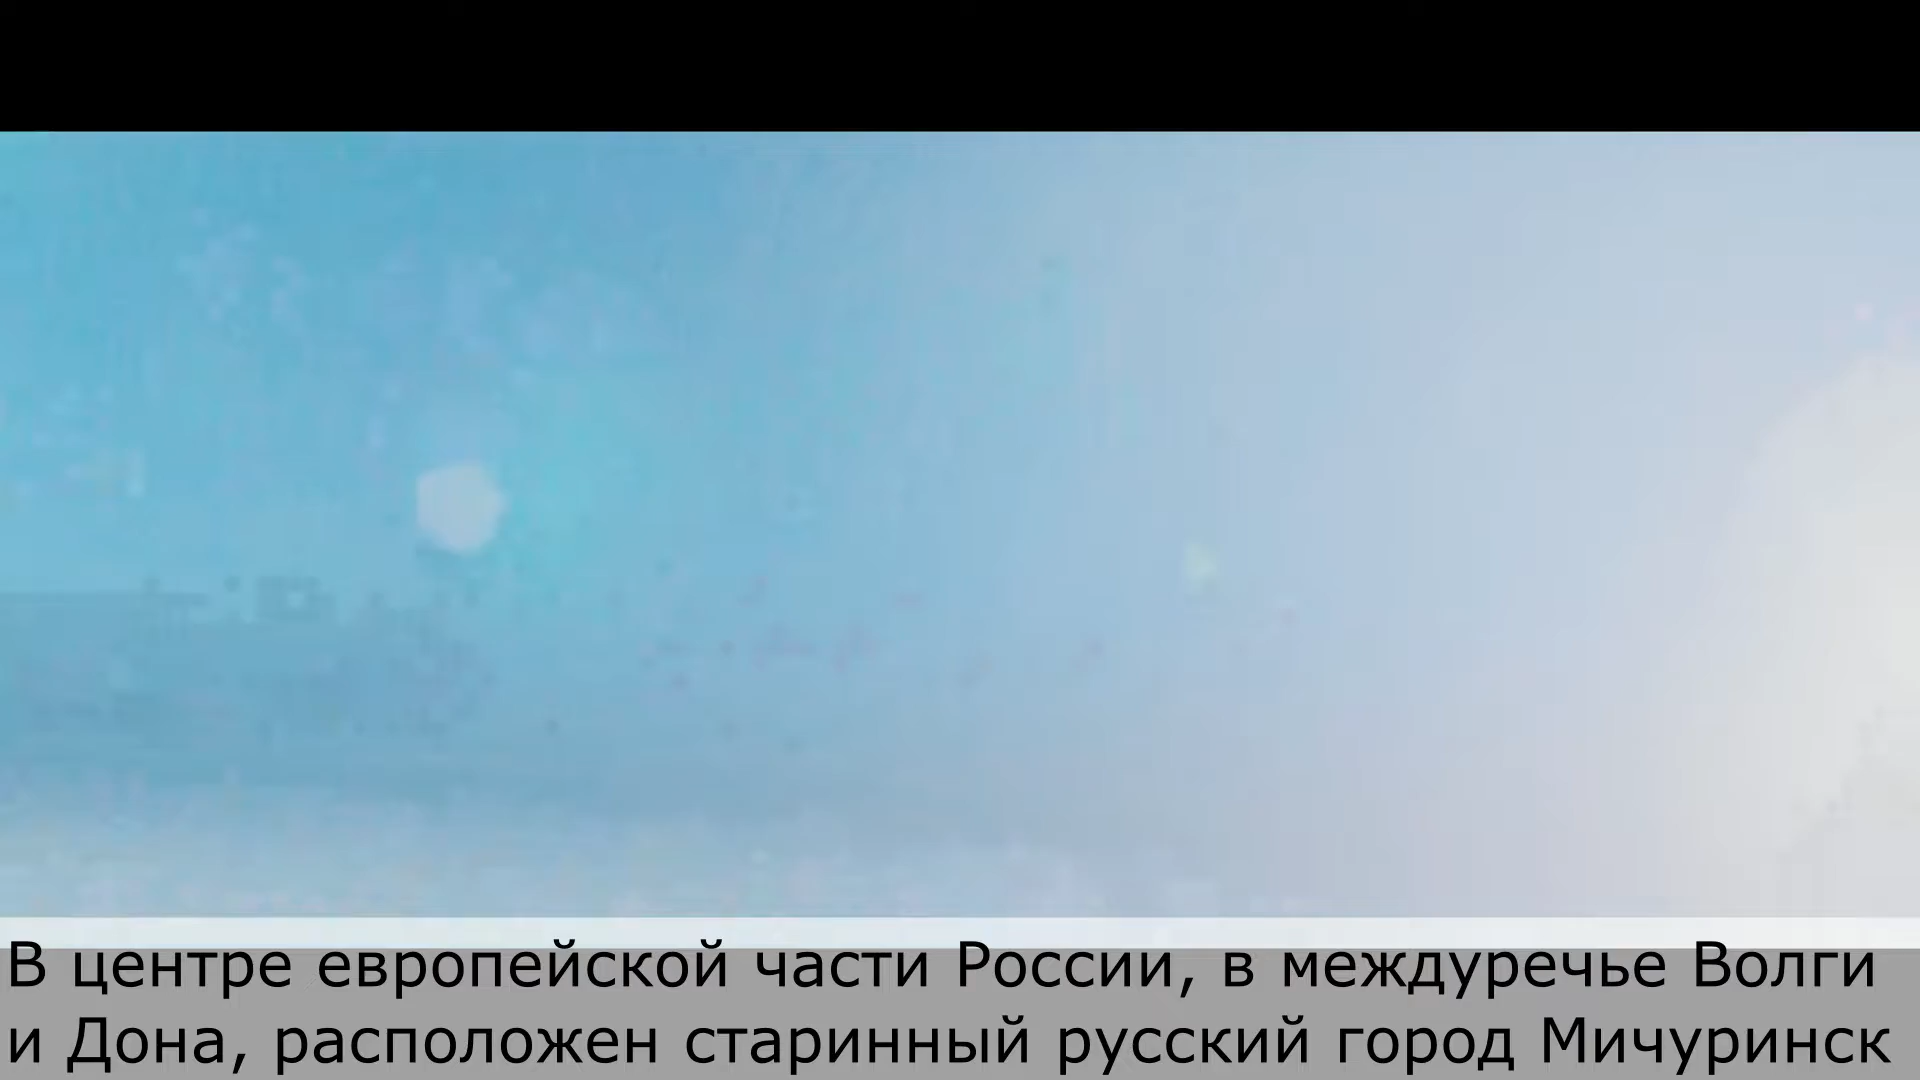 В центре европейской части России, в междуречье Волги
и Дона, расположен старинный русский город Мичуринск